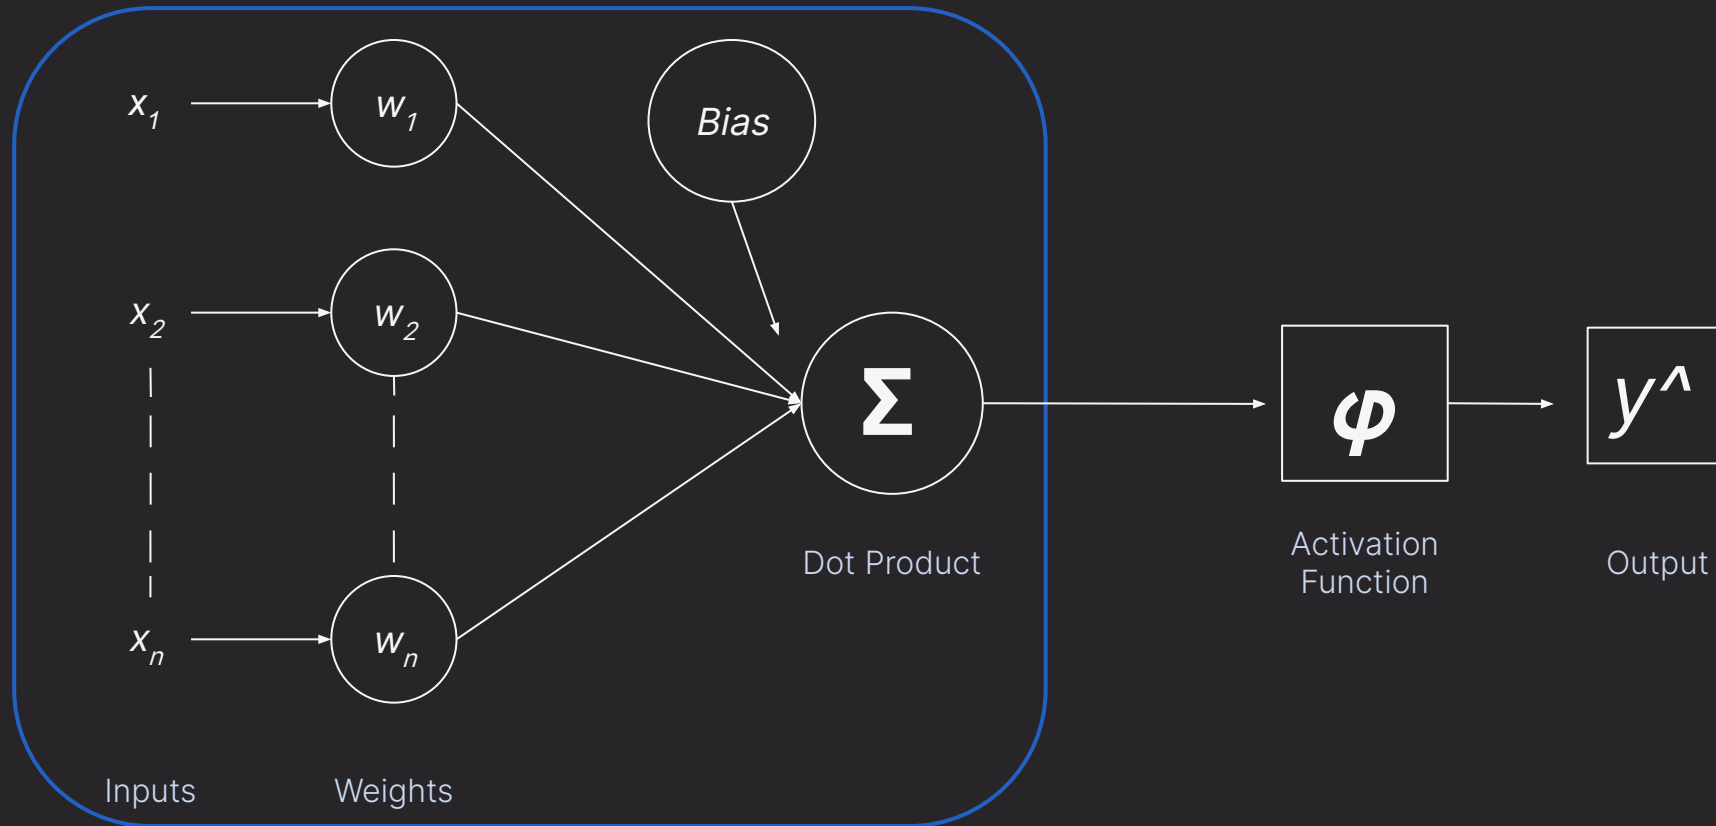 x₁
w₁
Bias
x₂
w₂
Σ
φ
y^
Dot Product
Activation
Function
Output
xₙ
wₙ
Inputs
Weights